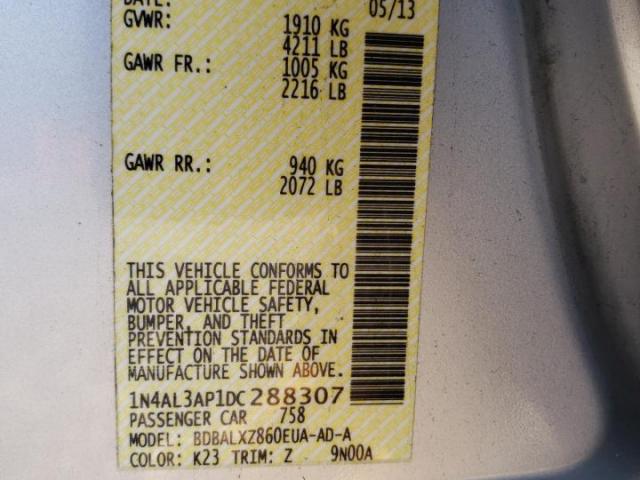 DATE: 05/13
GVWR: 1910 KG
4211 LB
GAWR FR.: 1005 KG
2216 LB
GAWR RR.: 940 KG
2072 LB
THIS VEHICLE CONFORMS TO
ALL APPLICABLE FEDERAL
MOTOR VEHICLE SAFETY,
BUMPER, AND THEFT
PREVENTION STANDARDS IN
EFFECT ON THE DATE OF
MANUFACTURE SHOWN ABOVE.
1N4AL3AP1DC288307
PASSENGER CAR 758
MODEL: BDBALXZ860EUA-AD-A
COLOR: K23 TRIM: Z 9N00A